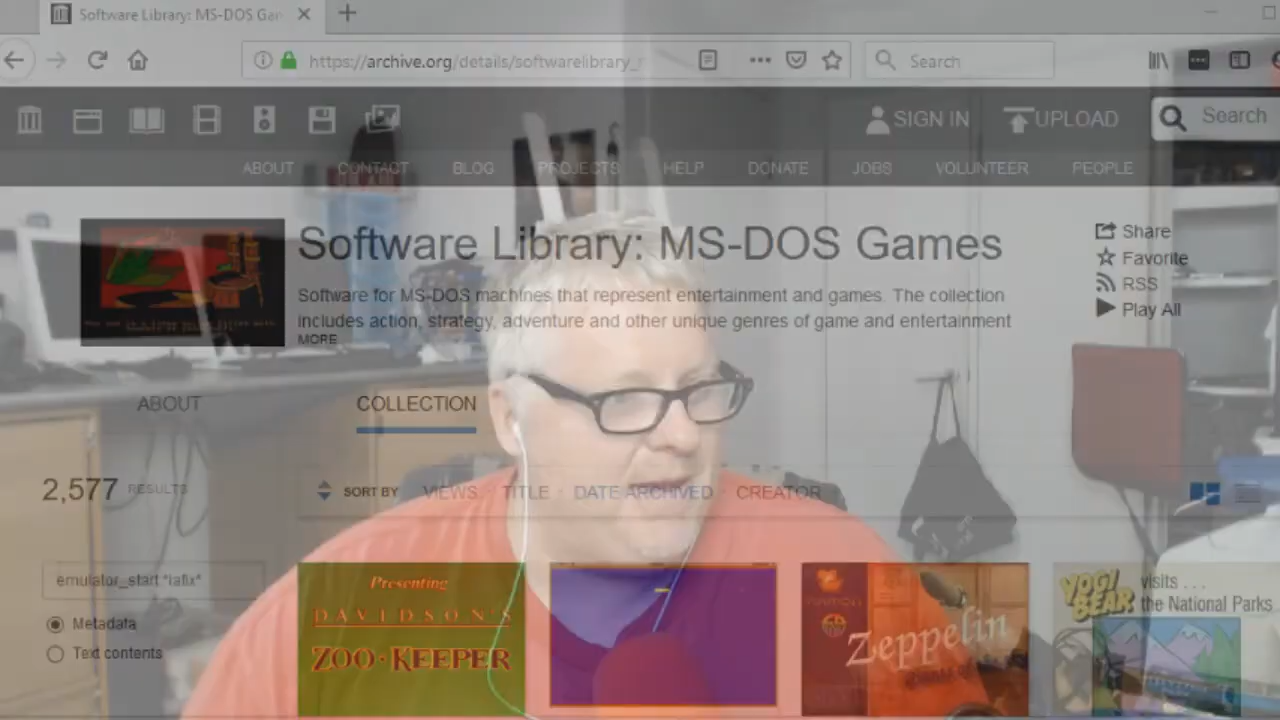 Software Library: MS-DOS Gan
https://archive.org/details/softwarelibrary_
Search
SIGN IN
UPLOAD
Search
ABOUT CONTACT BLOG PROJECTS HELP DONATE JOBS VOLUNTEER PEOPLE
Software Library: MS-DOS Games
Software for MS-DOS machines that represent entertainment and games. The collection
includes action, strategy, adventure and other unique genres of game and entertainment
MORE
Share
Favorite
RSS
Play All
ABOUT
COLLECTION
2,577 RESULTS
SORT BY VIEWS · TITLE · DATE ARCHIVED · CREATOR
emulator_start *iafix*
Metadata
Text contents
Presenting
DAVIDSON'S
ZOO·KEEPER
Zeppelin
YOGI
BEAR
visits . . .
the National Parks